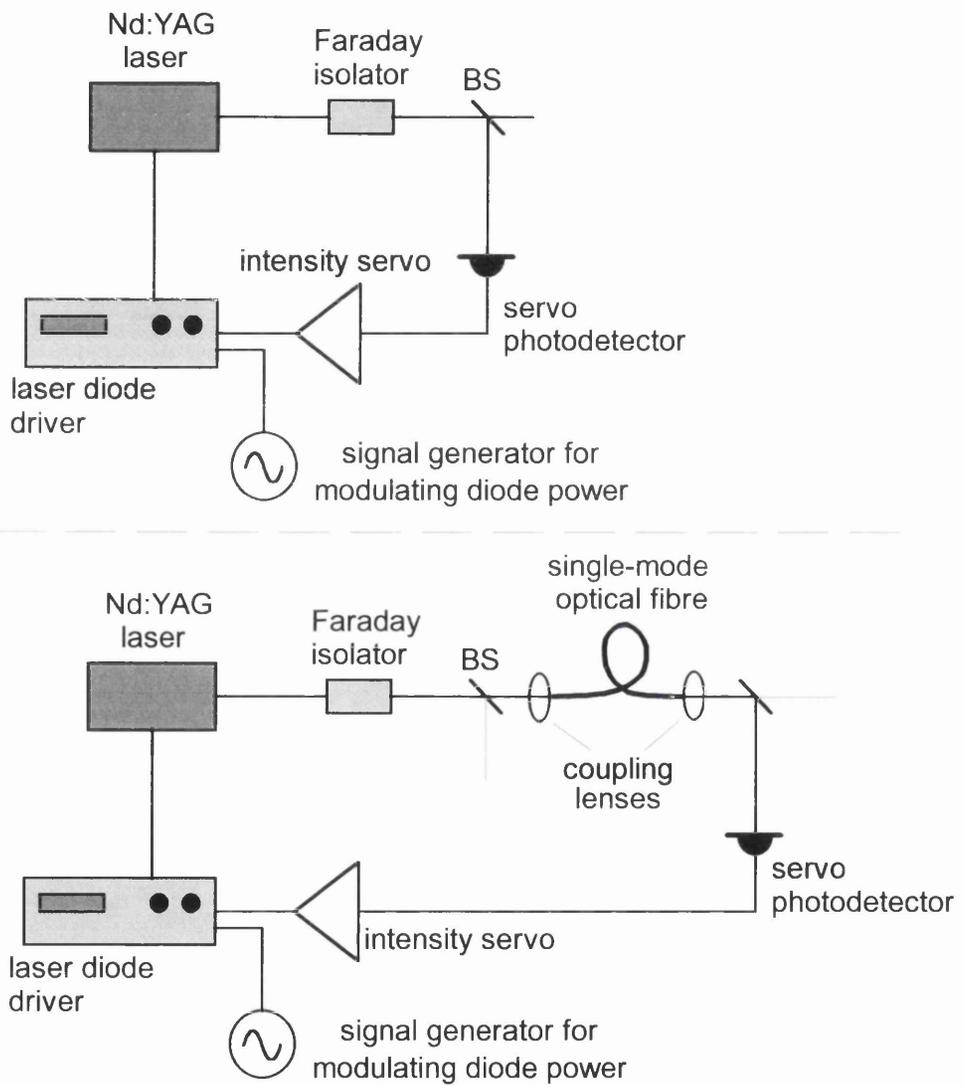 Nd:YAG
laser
Faraday
isolator
BS
intensity servo
servo
photodetector
laser diode
driver
signal generator for
modulating diode power
single-mode
optical fibre
Nd:YAG
laser
Faraday
isolator
BS
coupling
lenses
servo
photodetector
intensity servo
laser diode
driver
signal generator for
modulating diode power